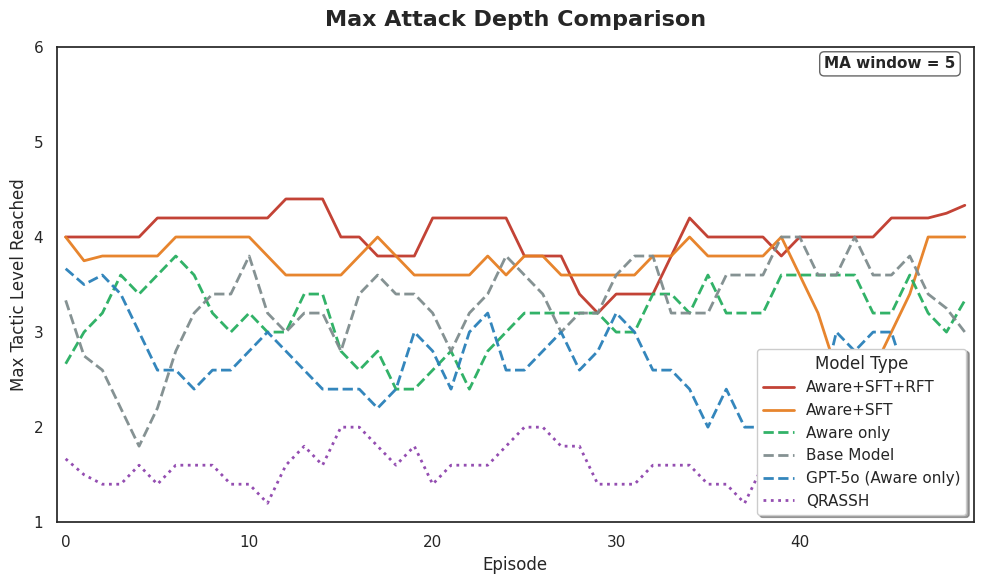 Max Attack Depth Comparison
MA window = 5
Max Tactic Level Reached
6
5
4
3
2
1
0
10
20
30
40
Episode
Model Type
Aware+SFT+RFT
Aware+SFT
Aware only
Base Model
GPT-5o (Aware only)
QRASSH